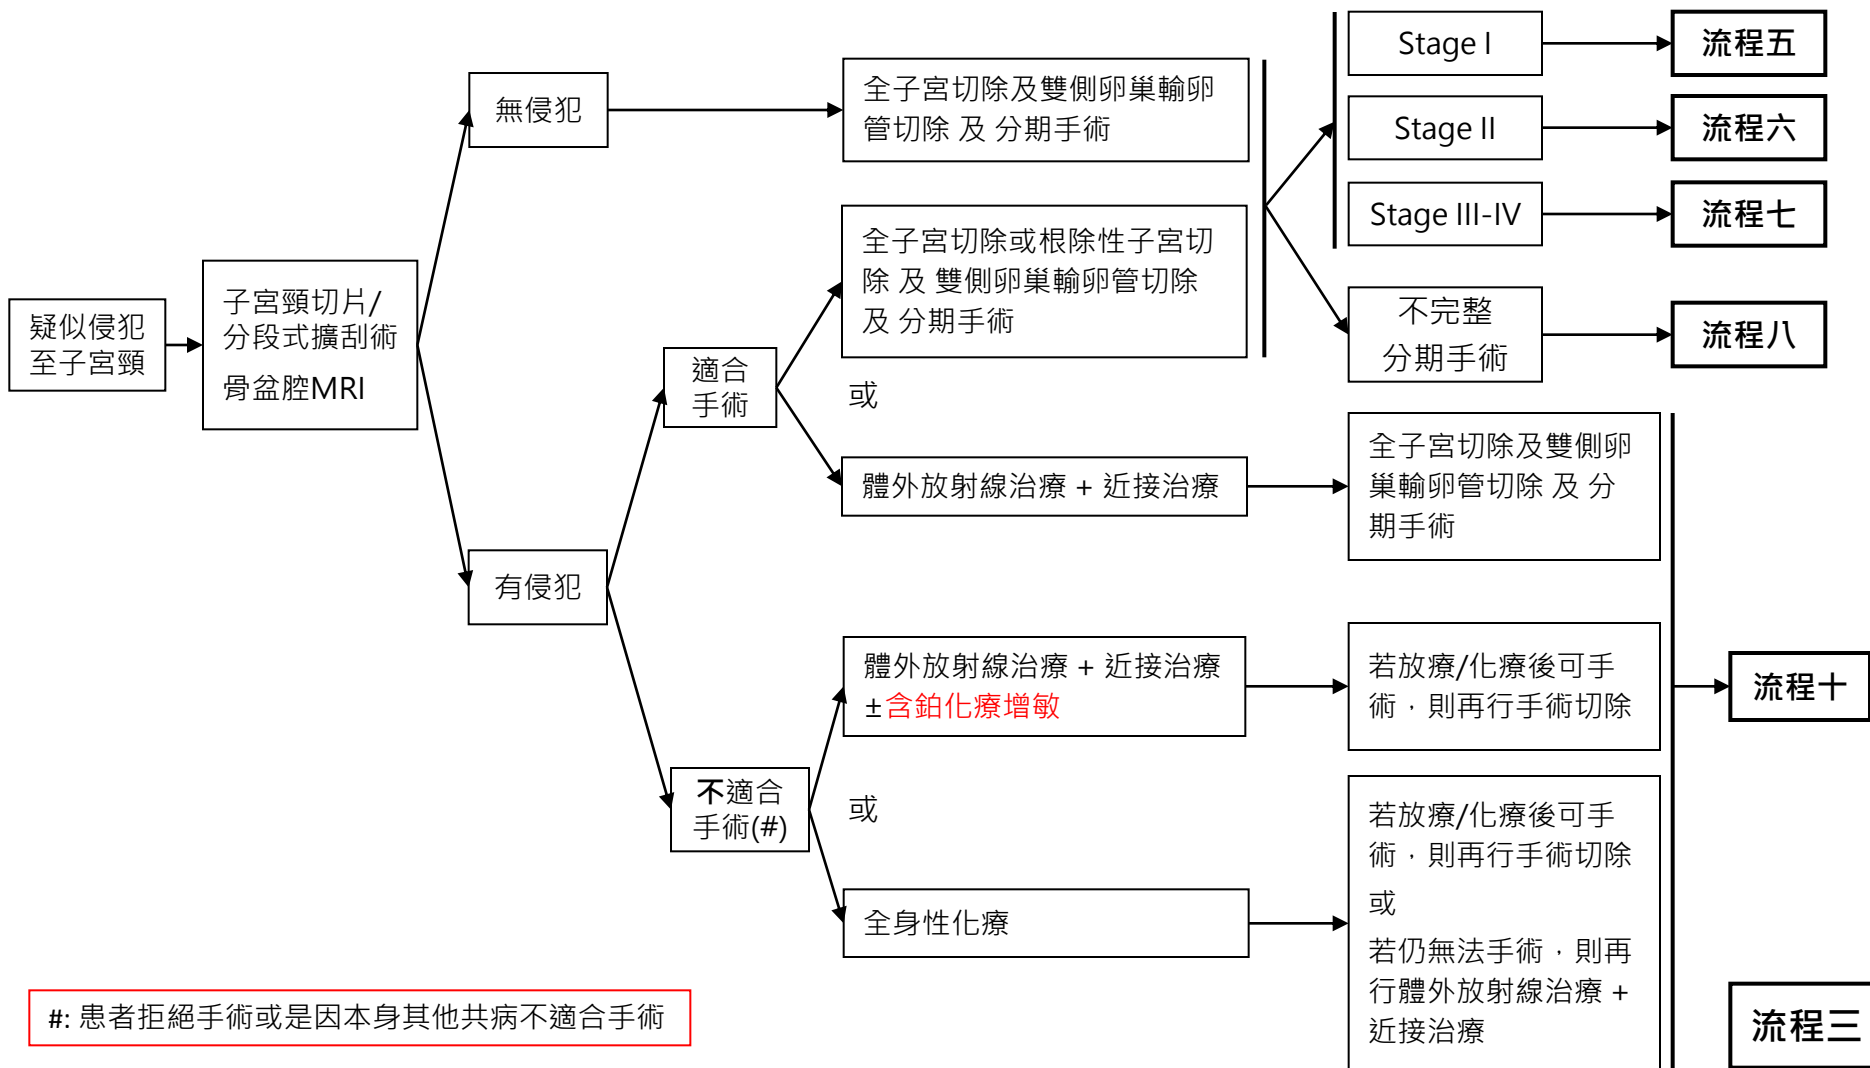 疑似侵犯
至子宮頸
子宮頸切片/
分段式擴刮術
骨盆腔MRI
無侵犯
有侵犯
適合
手術
不適合
手術(#)
全子宮切除及雙側卵巢輸卵
管切除 及 分期手術
全子宮切除或根除性子宮切
除 及 雙側卵巢輸卵管切除
及 分期手術
或
體外放射線治療 + 近接治療
體外放射線治療 + 近接治療
±含鉑化療增敏
或
全身性化療
Stage I
Stage II
Stage III-IV
不完整
分期手術
全子宮切除及雙側卵
巢輸卵管切除 及 分
期手術
若放療/化療後可手
術，則再行手術切除
若放療/化療後可手
術，則再行手術切除
或
若仍無法手術，則再
行體外放射線治療 +
近接治療
流程五
流程六
流程七
流程八
流程十
流程三
#: 患者拒絕手術或是因本身其他共病不適合手術